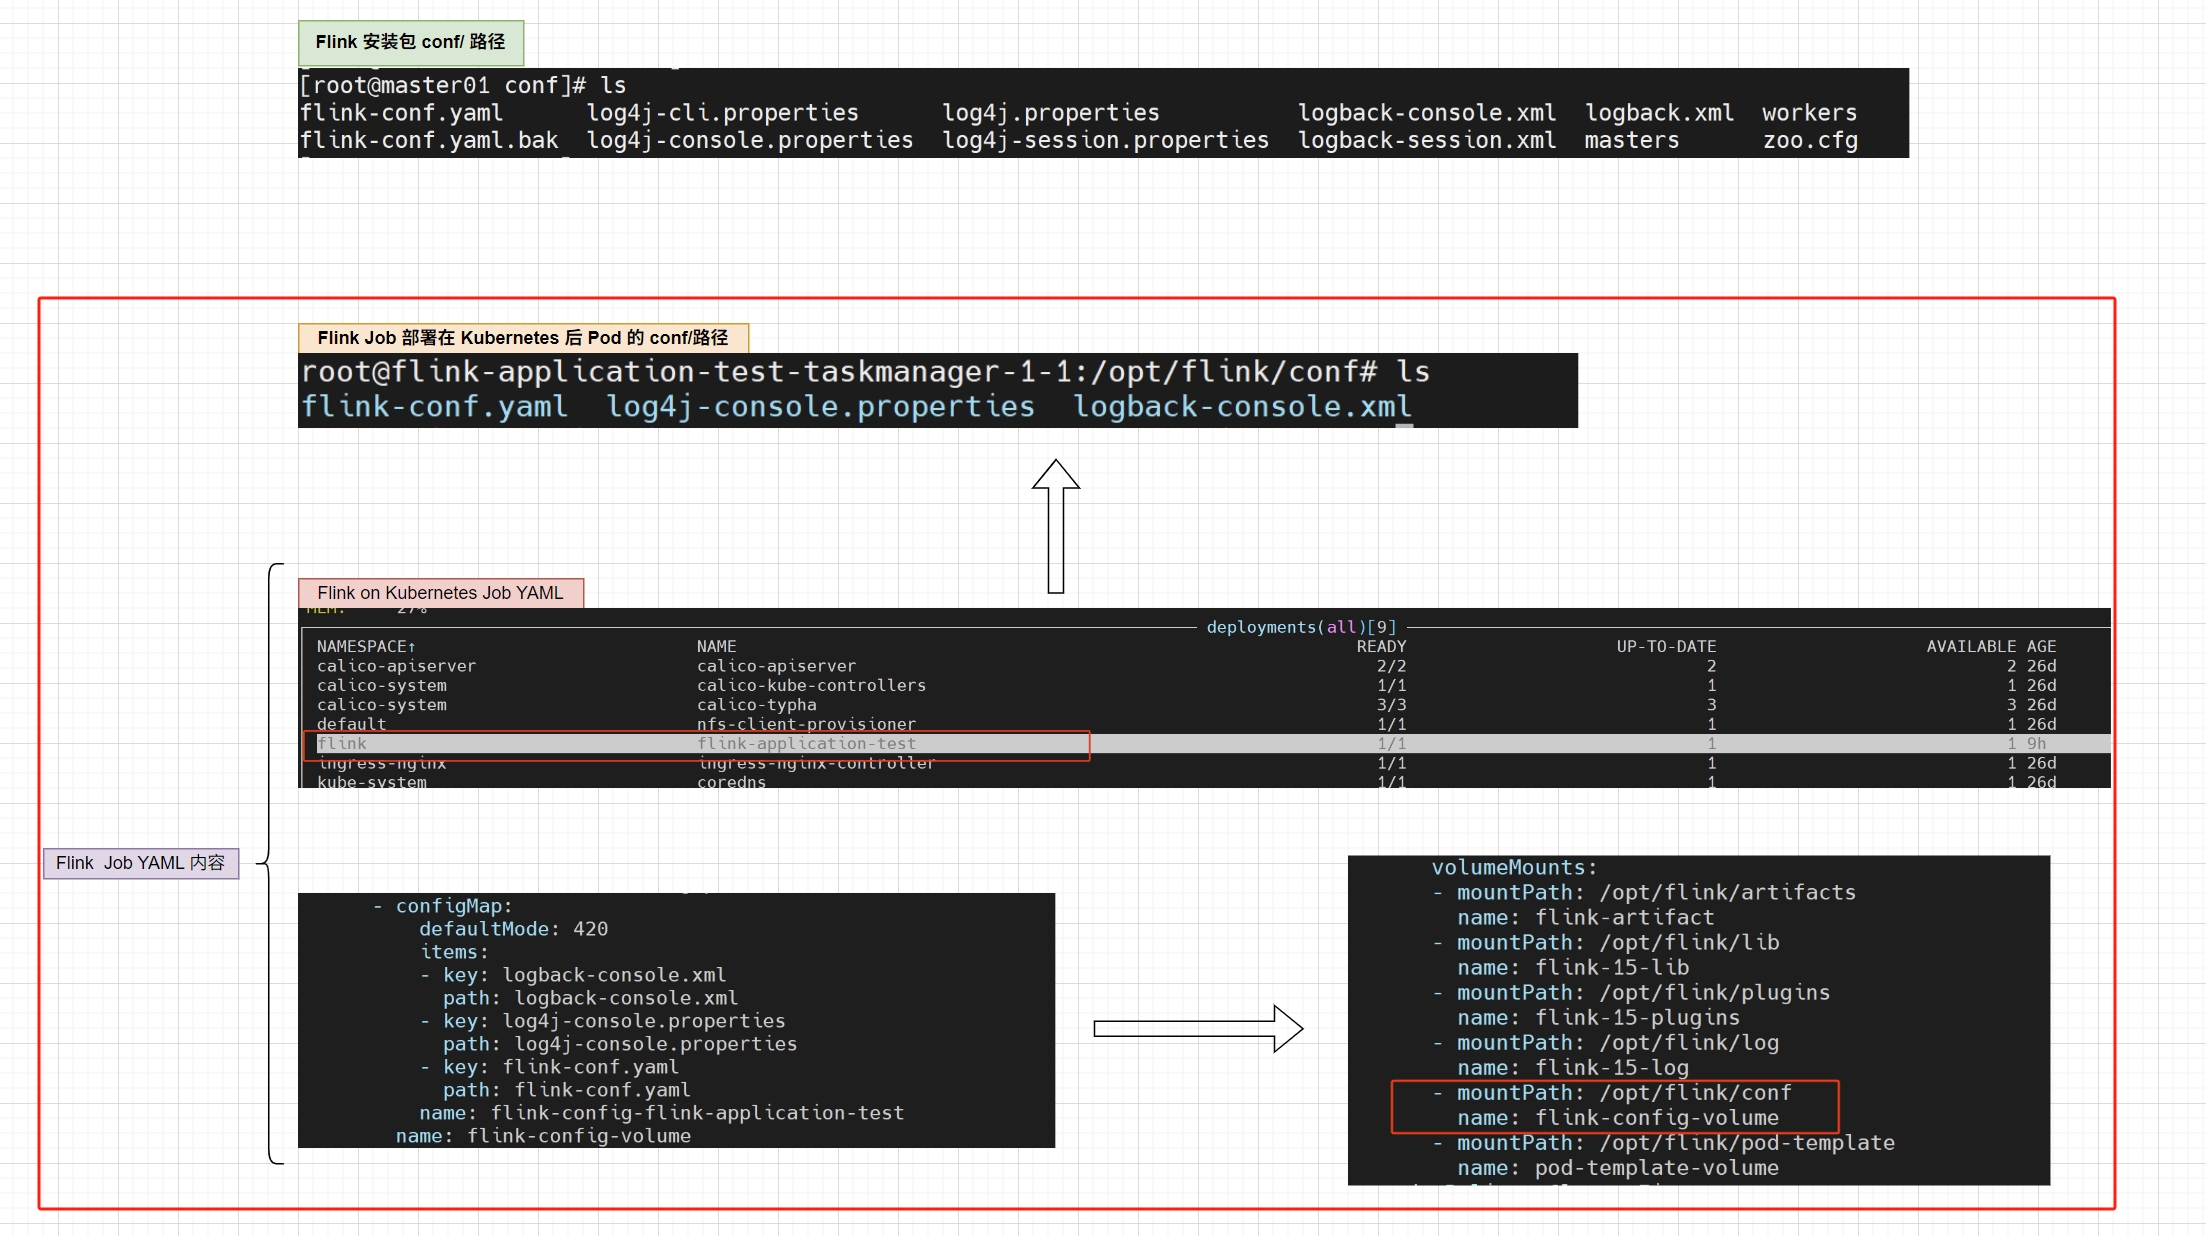 Flink 安装包 conf/ 路径
[root@master01 conf]# ls
flink-conf.yaml log4j-cli.properties log4j.properties logback-console.xml logback.xml workers
flink-conf.yaml.bak log4j-console.properties log4j-session.properties logback-session.xml masters zoo.cfg
Flink Job 部署在 Kubernetes 后 Pod 的 conf/路径
root@flink-application-test-taskmanager-1-1:/opt/flink/conf# ls
flink-conf.yaml log4j-console.properties logback-console.xml
Flink on Kubernetes Job YAML
MEM: 27%
deployments(all)[9]
NAMESPACE↑ NAME READY UP-TO-DATE AVAILABLE AGE
calico-apiserver calico-apiserver 2/2 2 2 26d
calico-system calico-kube-controllers 1/1 1 1 26d
calico-system calico-typha 3/3 3 3 26d
default nfs-client-provisioner 1/1 1 1 26d
flink flink-application-test 1/1 1 1 9h
ingress-nginx ingress-nginx-controller 1/1 1 1 26d
kube-system coredns 1/1 1 1 26d
Flink Job YAML 内容
- configMap:
defaultMode: 420
items:
- key: logback-console.xml
path: logback-console.xml
- key: log4j-console.properties
path: log4j-console.properties
- key: flink-conf.yaml
path: flink-conf.yaml
name: flink-config-flink-application-test
name: flink-config-volume
volumeMounts:
- mountPath: /opt/flink/artifacts
name: flink-artifact
- mountPath: /opt/flink/lib
name: flink-15-lib
- mountPath: /opt/flink/plugins
name: flink-15-plugins
- mountPath: /opt/flink/log
name: flink-15-log
- mountPath: /opt/flink/conf
name: flink-config-volume
- mountPath: /opt/flink/pod-template
name: pod-template-volume